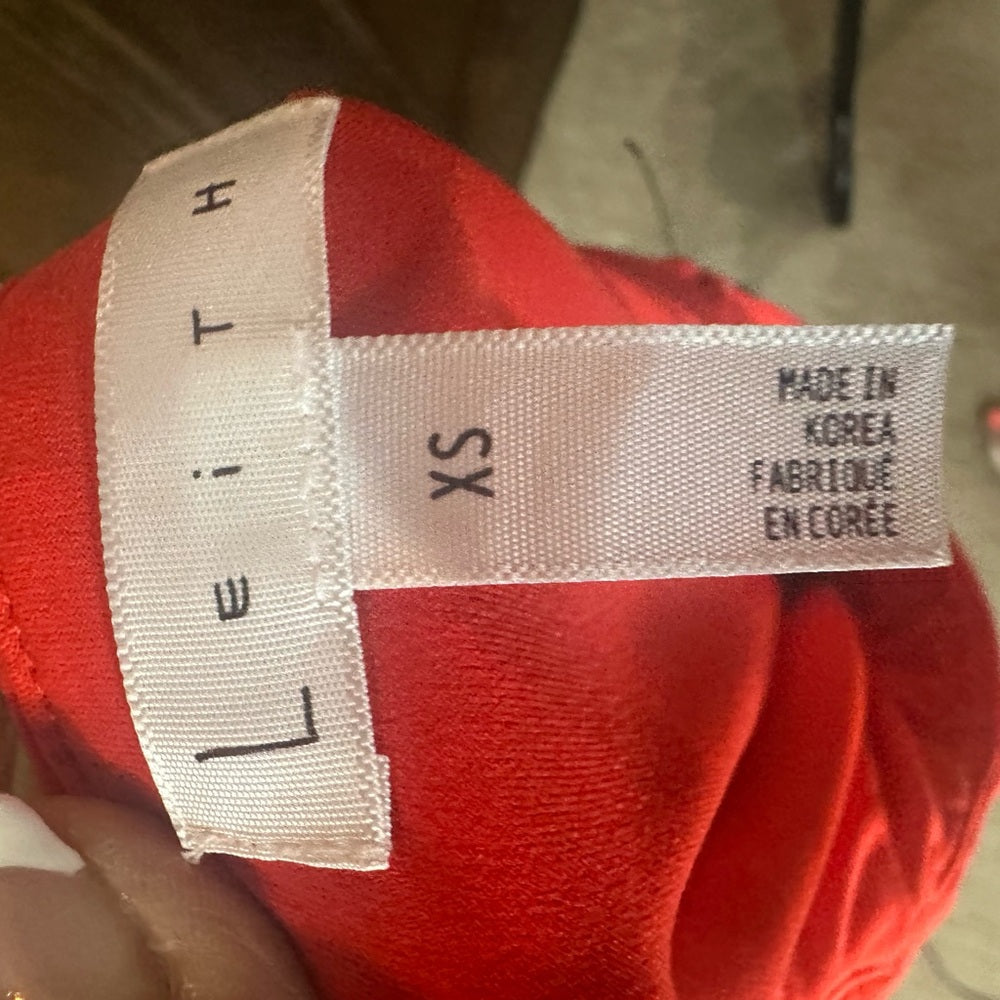 LeiTH
XS
MADE IN
KOREA
FABRIQUÉ
EN CORÉE